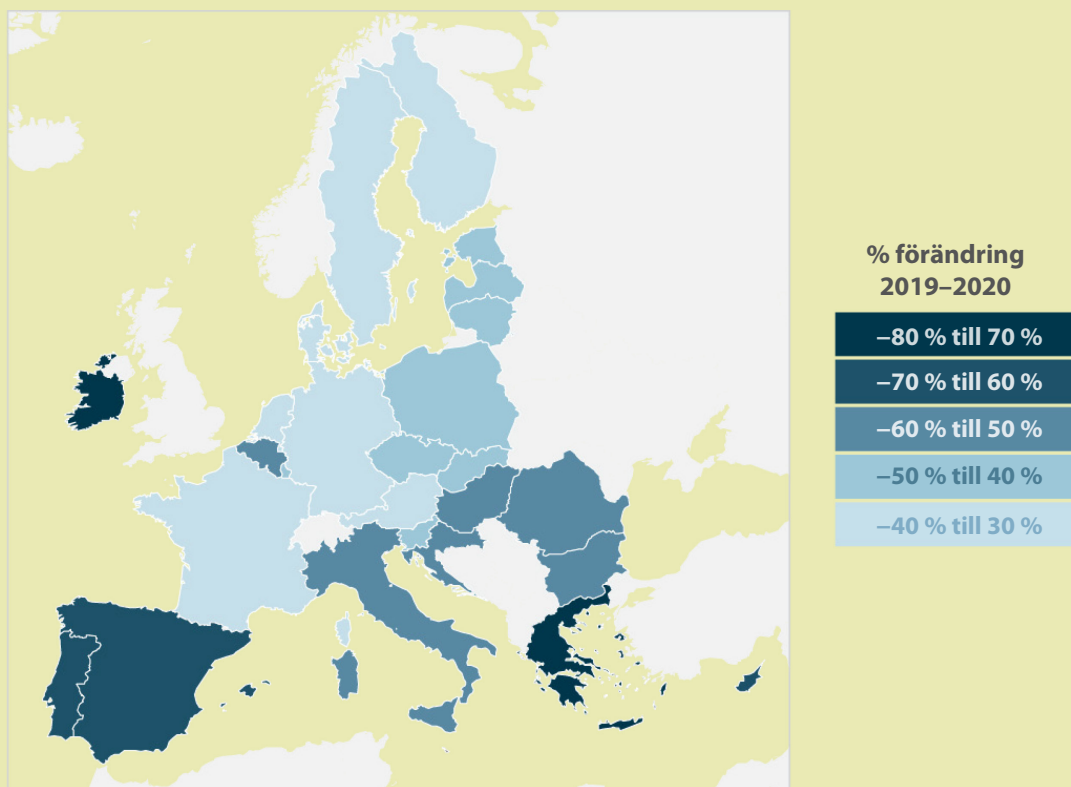 % förändring
2019–2020
–80 % till 70 %
–70 % till 60 %
–60 % till 50 %
–50 % till 40 %
–40 % till 30 %